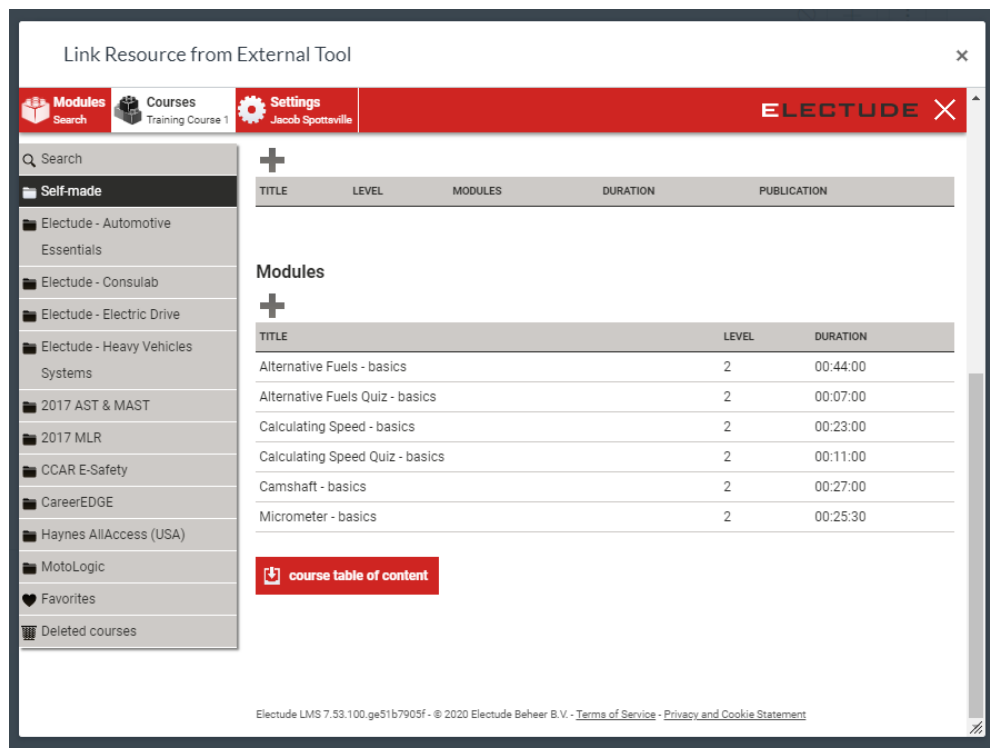 Link Resource from External Tool
×
Modules
Search
Courses
Training Course 1
Settings
Jacob Spottsville
ELECTUDE
Search
Self-made
Electude - Automotive
Essentials
Electude - Consulab
Electude - Electric Drive
Electude - Heavy Vehicles
Systems
2017 AST & MAST
2017 MLR
CCAR E-Safety
CareerEDGE
Haynes AllAccess (USA)
MotoLogic
Favorites
Deleted courses
TITLE LEVEL MODULES DURATION PUBLICATION
Modules
TITLE LEVEL DURATION
Alternative Fuels - basics 2 00:44:00
Alternative Fuels Quiz - basics 2 00:07:00
Calculating Speed - basics 2 00:23:00
Calculating Speed Quiz - basics 2 00:11:00
Camshaft - basics 2 00:27:00
Micrometer - basics 2 00:25:30
course table of content
Electude LMS 7.53.100.ge51b7905f - © 2020 Electude Beheer B.V. - Terms of Service - Privacy and Cookie Statement